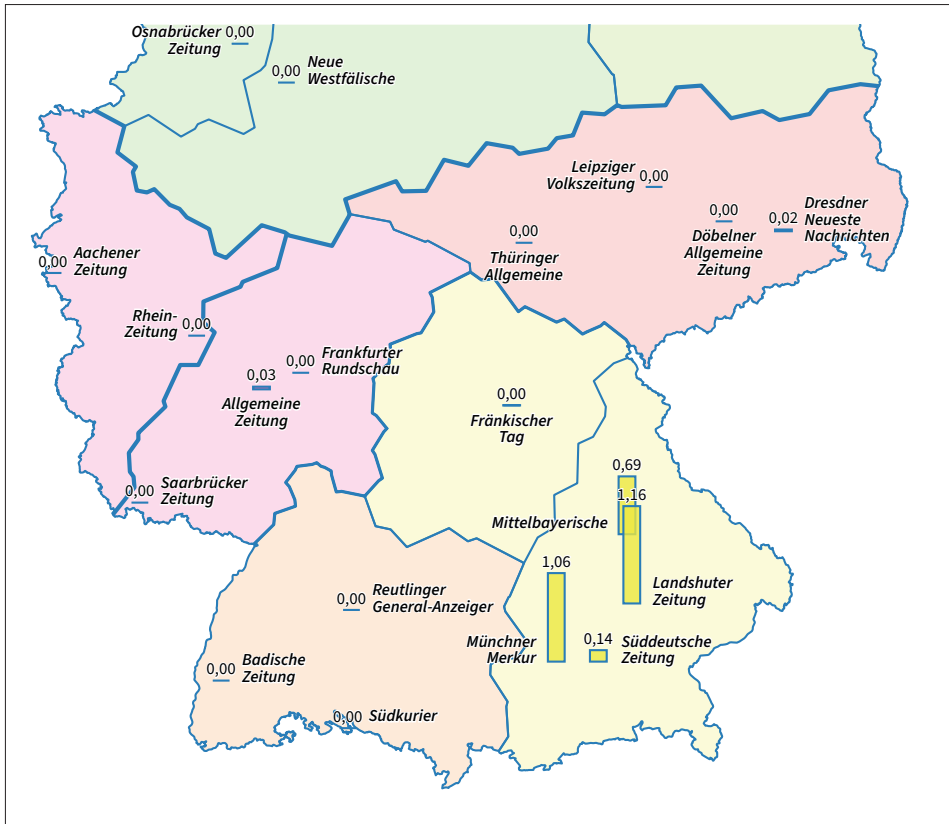 Osnabrücker
Zeitung
0,00
0,00
Neue
Westfälische
Leipziger
Volkszeitung
0,00
0,00
Döbelner
Allgemeine
Zeitung
0,02
Dresdner
Neueste
Nachrichten
0,00
Thüringer
Allgemeine
0,00
Aachener
Zeitung
Rhein-
Zeitung
0,00
0,00
Frankfurter
Rundschau
0,03
Allgemeine
Zeitung
0,00
Fränkischer
Tag
0,00
Saarbrücker
Zeitung
0,69
Mittelbayerische
1,16
Landshuter
Zeitung
1,06
Münchner
Merkur
0,14
Süddeutsche
Zeitung
0,00
Reutlinger
General-Anzeiger
0,00
Badische
Zeitung
0,00
Südkurier